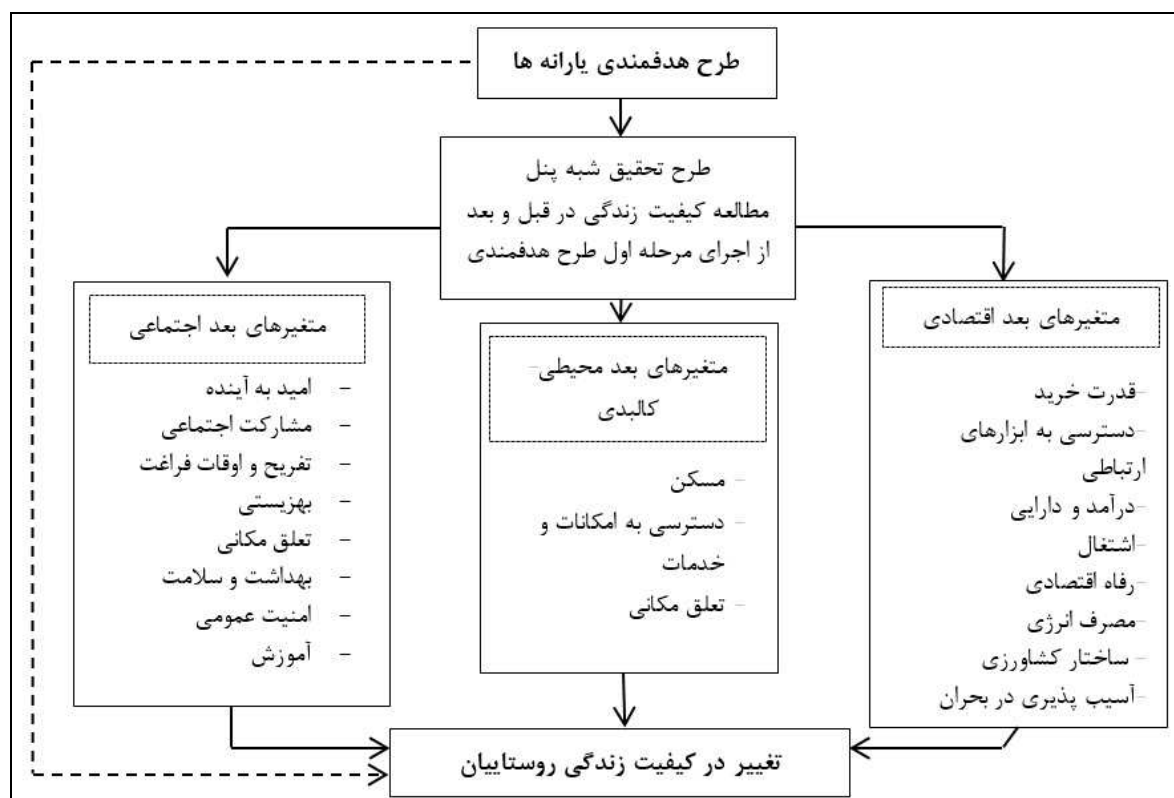 طرح هدفمندی یارانه ها
طرح تحقیق شبه پنل
مطالعه کیفیت زندگی در قبل و بعد
از اجرای مرحله اول طرح هدفمندی
متغیرهای بعد اقتصادی
-قدرت خرید
-دسترسی به ابزارهای
ارتباطی
-درآمد و دارایی
-اشتغال
-رفاه اقتصادی
-مصرف انرژی
- ساختار کشاورزی
-آسیب پذیری در بحران
متغیرهای بعد محیطی-
کالبدی
- مسکن
- دسترسی به امکانات و
خدمات
- تعلق مکانی
متغیرهای بعد اجتماعی
- امید به آینده
- مشارکت اجتماعی
- تفریح و اوقات فراغت
- بهزیستی
- تعلق مکانی
- بهداشت و سلامت
- امنیت عمومی
- آموزش
تغییر در کیفیت زندگی روستاییان